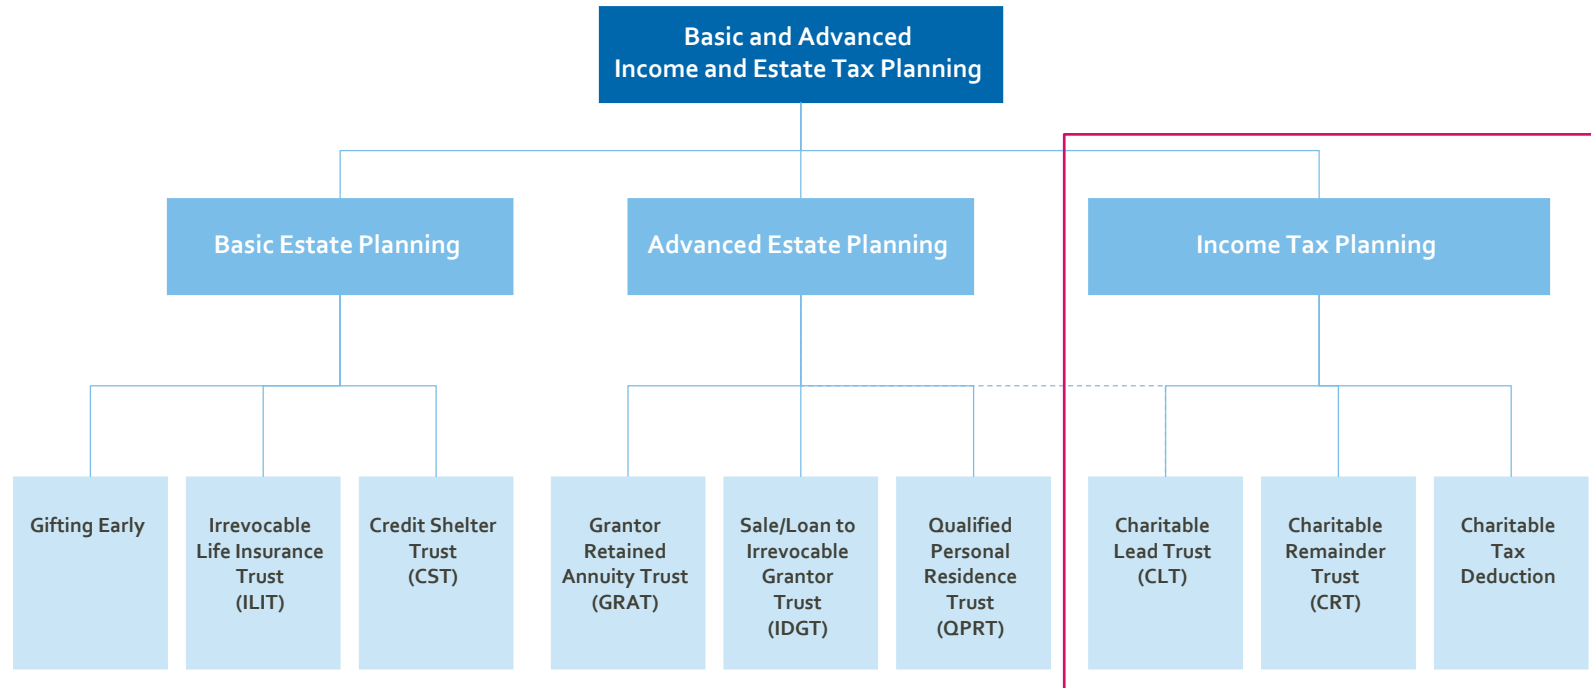 Basic and Advanced
Income and Estate Tax Planning
Basic Estate Planning
Advanced Estate Planning
Income Tax Planning
Gifting Early
Irrevocable
Life Insurance
Trust
(ILIT)
Credit Shelter
Trust
(CST)
Grantor
Retained
Annuity Trust
(GRAT)
Sale/Loan to
Irrevocable
Grantor
Trust
(IDGT)
Qualified
Personal
Residence
Trust
(QPRT)
Charitable
Lead Trust
(CLT)
Charitable
Remainder
Trust
(CRT)
Charitable
Tax
Deduction